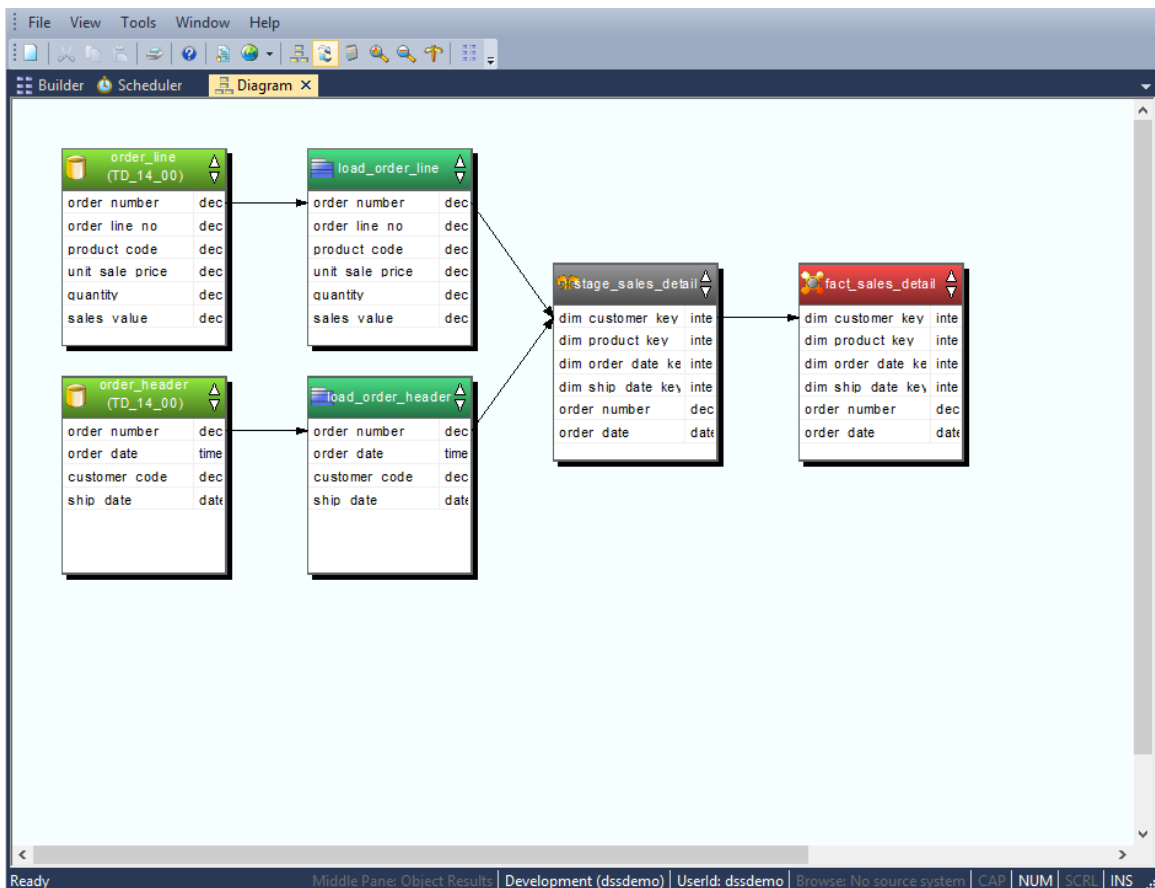 File View Tools Window Help
Builder Scheduler Diagram
order_line
(TD_14_00)
order number dec
order line no dec
product code dec
unit sale price dec
quantity dec
sales value dec
load_order_line
order number dec
order line no dec
product code dec
unit sale price dec
quantity dec
sales value dec
order_header
(TD_14_00)
order number dec
order date time
customer code dec
ship date date
load_order_header
order number dec
order date time
customer code dec
ship date date
stage_sales_detail
dim customer key inte
dim product key inte
dim order date ke inte
dim ship date key inte
order number dec
order date date
fact_sales_detail
dim customer key inte
dim product key inte
dim order date ke inte
dim ship date key inte
order number dec
order date date
Ready Middle Pane: Object Results Development (dssdemo) UserId: dssdemo Browse: No source system CAP NUM SCRL INS